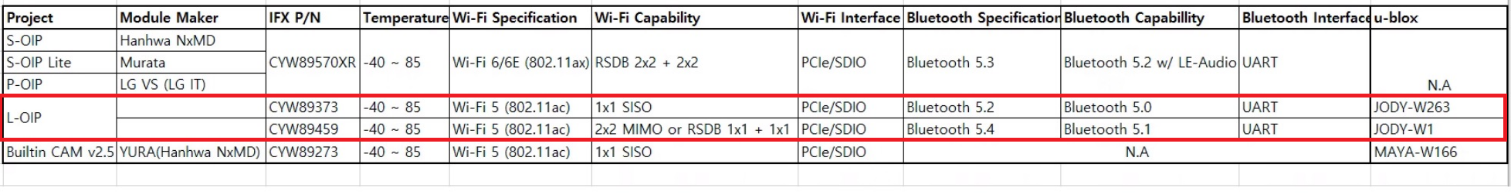 Project Module Maker IFX P/N Temperature Wi-Fi Specification Wi-Fi Capability Wi-Fi Interface Bluetooth Specification Bluetooth Capabillity Bluetooth Interface u-blox
S-OIP Hanhwa NxMD
S-OIP Lite Murata CYW89570XR -40 ~ 85 Wi-Fi 6/6E (802.11ax) RSDB 2x2 + 2x2 PCIe/SDIO Bluetooth 5.3 Bluetooth 5.2 w/ LE-Audio UART
P-OIP LG VS (LG IT) N.A
L-OIP CYW89373 -40 ~ 85 Wi-Fi 5 (802.11ac) 1x1 SISO PCIe/SDIO Bluetooth 5.2 Bluetooth 5.0 UART JODY-W263
CYW89459 -40 ~ 85 Wi-Fi 5 (802.11ac) 2x2 MIMO or RSDB 1x1 + 1x1 PCIe/SDIO Bluetooth 5.4 Bluetooth 5.1 UART JODY-W1
Builtin CAM v2.5 YURA(Hanhwa NxMD) CYW89273 -40 ~ 85 Wi-Fi 5 (802.11ac) 1x1 SISO PCIe/SDIO N.A MAYA-W166